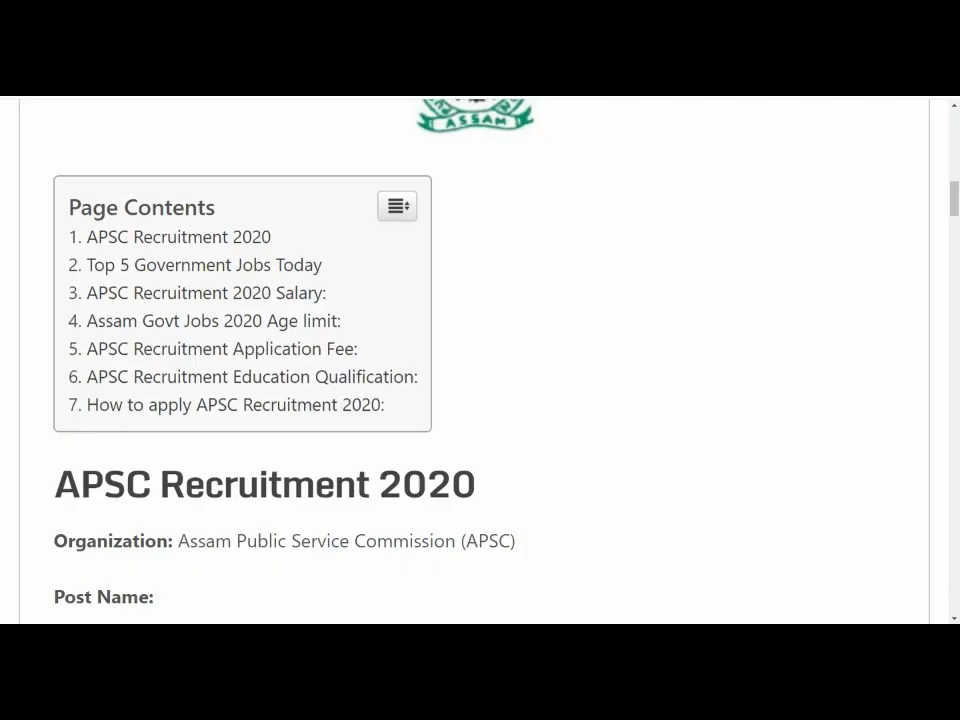 ASSAM
Page Contents
1. APSC Recruitment 2020
2. Top 5 Government Jobs Today
3. APSC Recruitment 2020 Salary:
4. Assam Govt Jobs 2020 Age limit:
5. APSC Recruitment Application Fee:
6. APSC Recruitment Education Qualification:
7. How to apply APSC Recruitment 2020:
APSC Recruitment 2020
Organization: Assam Public Service Commission (APSC)
Post Name: